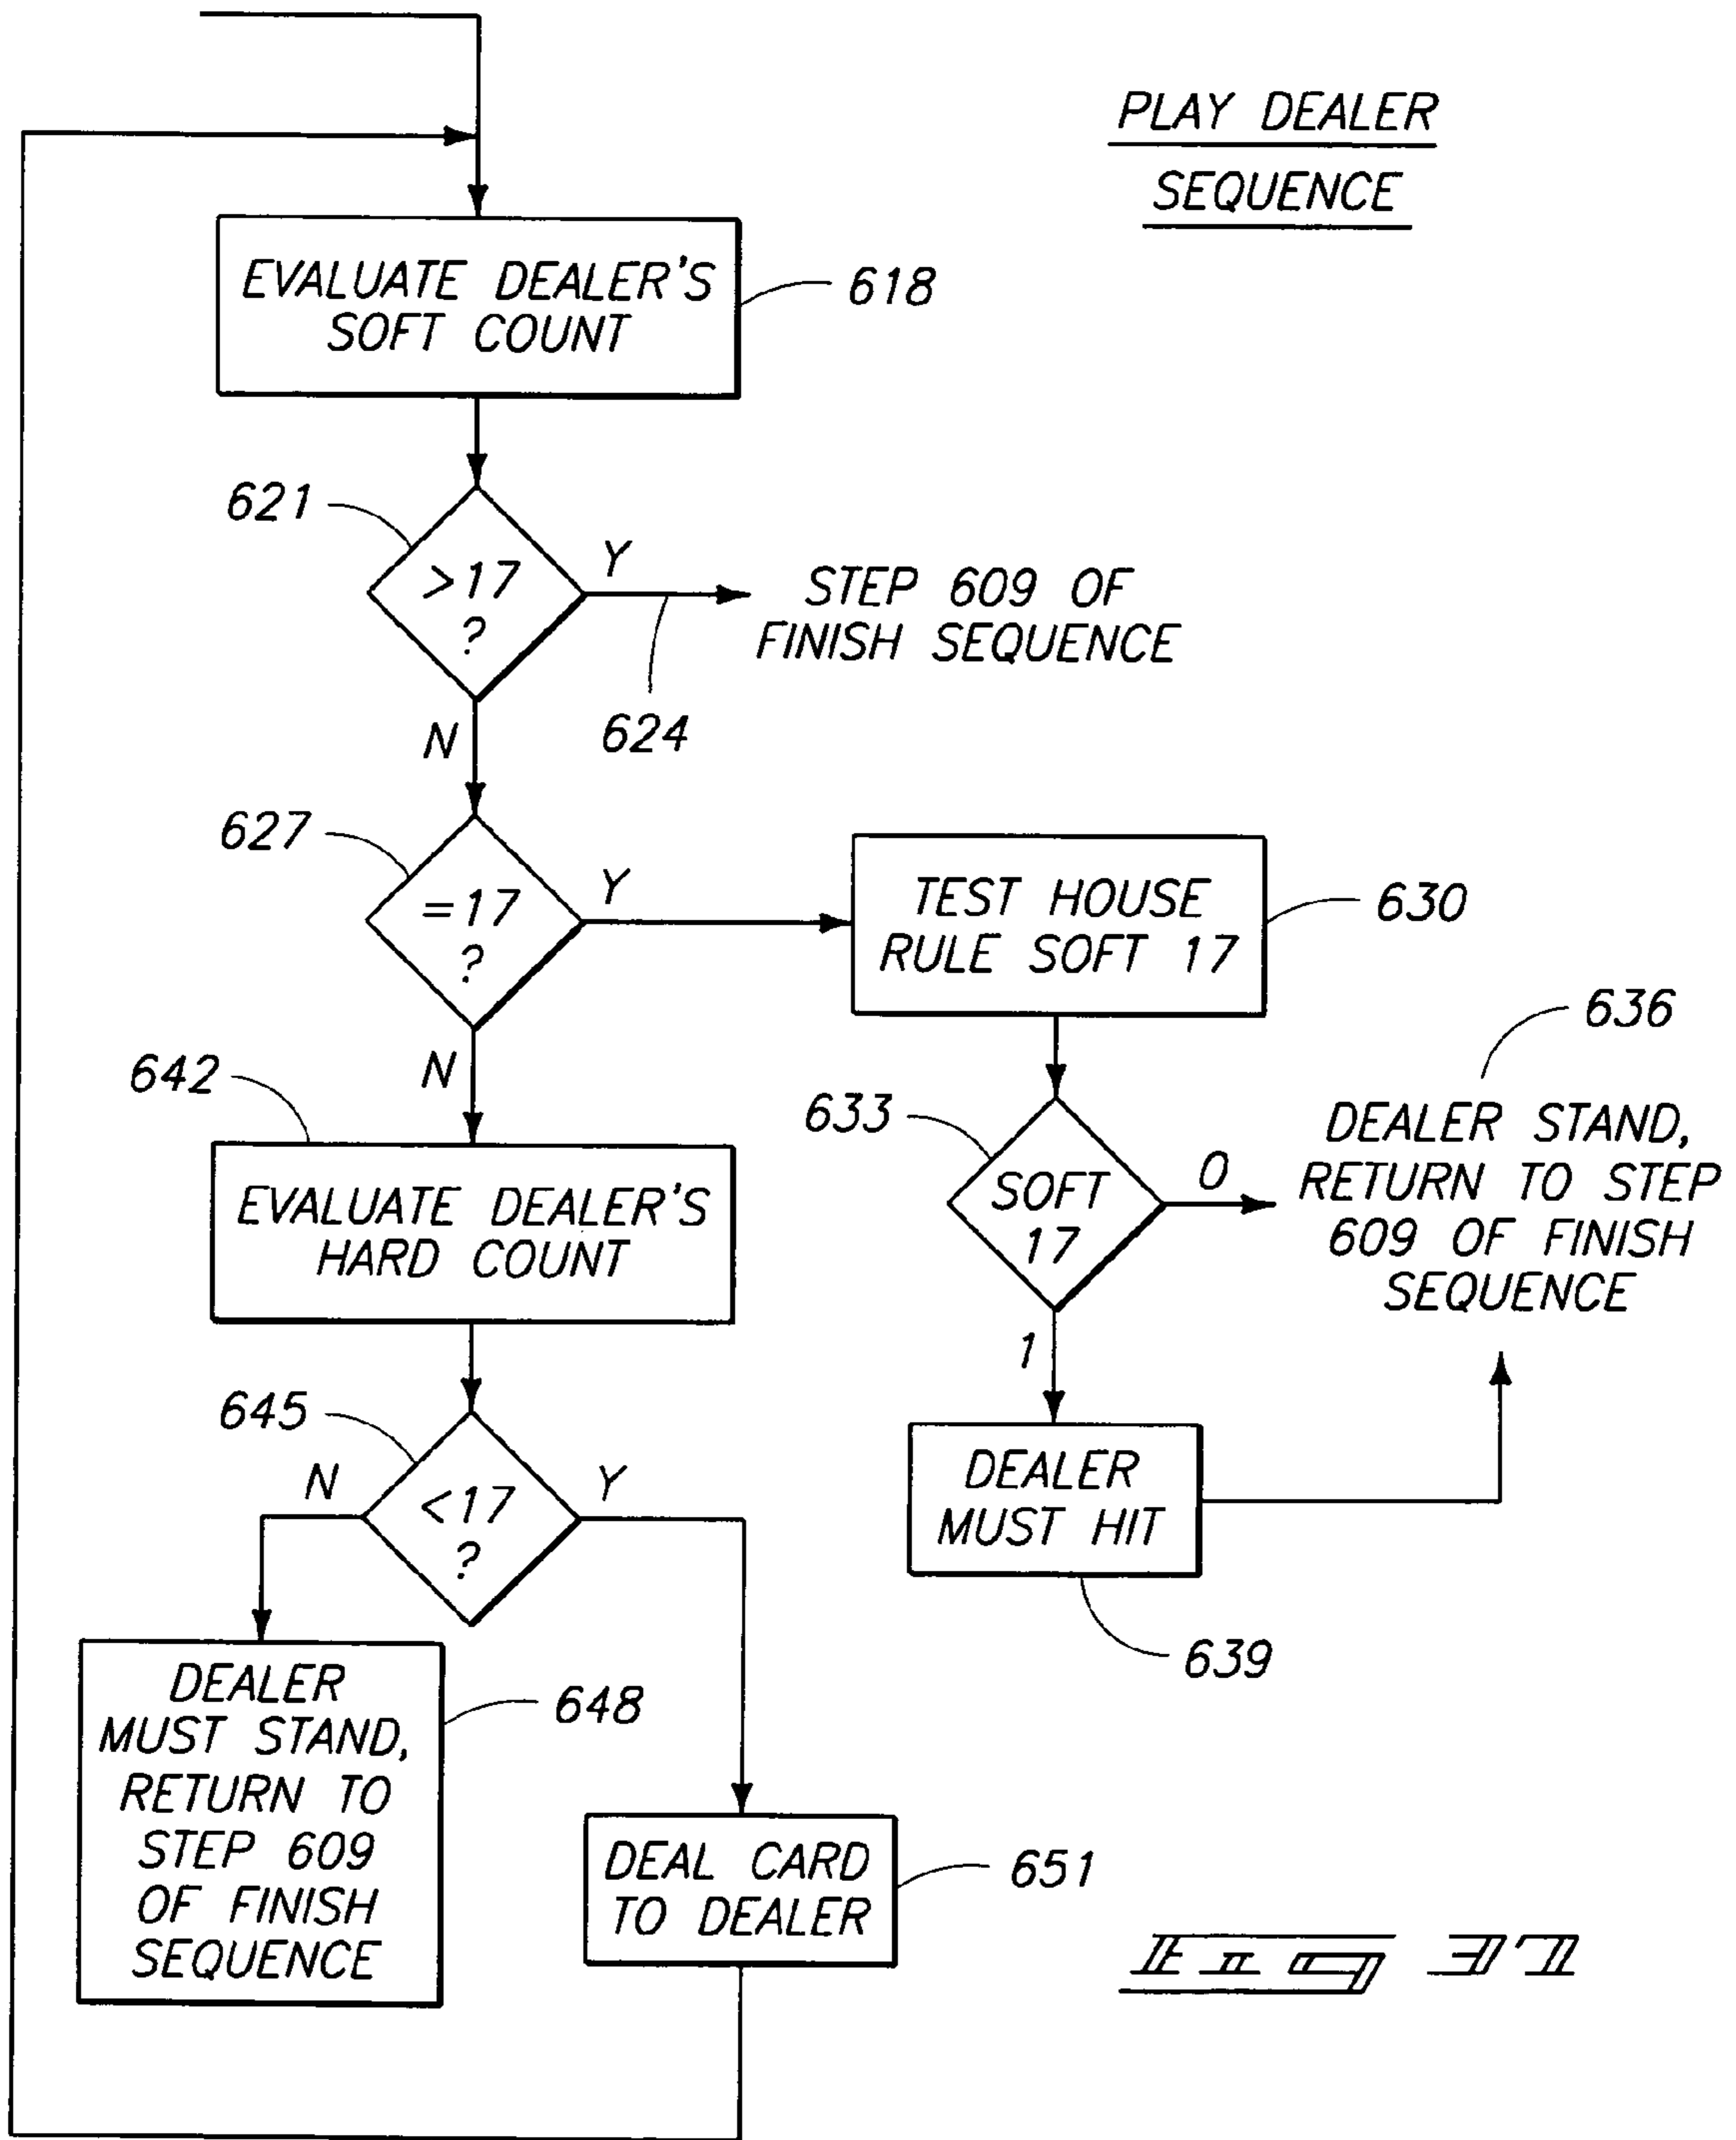 PLAY DEALER
SEQUENCE
EVALUATE DEALER'S
SOFT COUNT
618
621
>17
?
Y
STEP 609 OF
FINISH SEQUENCE
624
N
627
=17
?
Y
TEST HOUSE
RULE SOFT 17
630
636
N
642
633
SOFT
17
0
DEALER STAND,
RETURN TO STEP
609 OF FINISH
SEQUENCE
EVALUATE DEALER'S
HARD COUNT
1
645
<17
?
N
Y
DEALER
MUST HIT
639
DEALER
MUST STAND,
RETURN TO
STEP 609
OF FINISH
SEQUENCE
648
DEAL CARD
TO DEALER
651
FIG 37